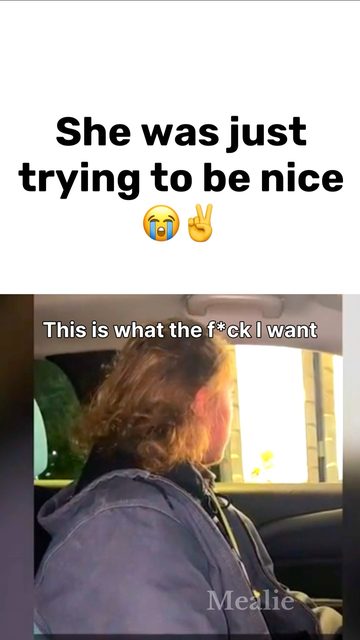 She was just
trying to be nice
😭✌️
This is what the f*ck I want
Mealie